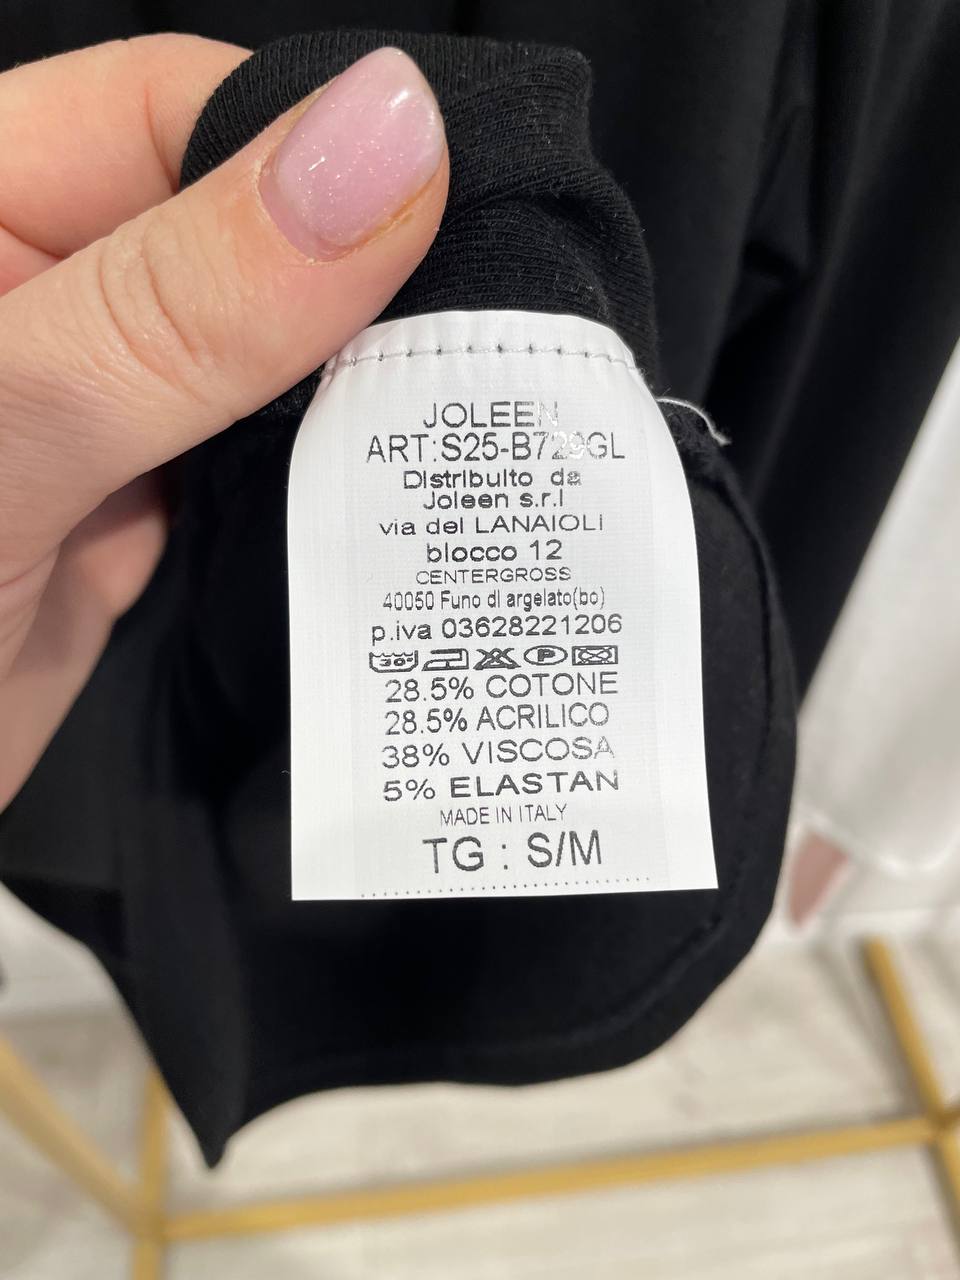 JOLEEN
ART:S25-B729GL
Distribuito da
Joleen s.r.l
via dei LANAIOLI
blocco 12
CENTERGROSS
40050 Funo di argelato(bo)
p.iva 03628221206
30° P
28.5% COTONE
28.5% ACRILICO
38% VISCOSA
5% ELASTAN
MADE IN ITALY
TG : S/M